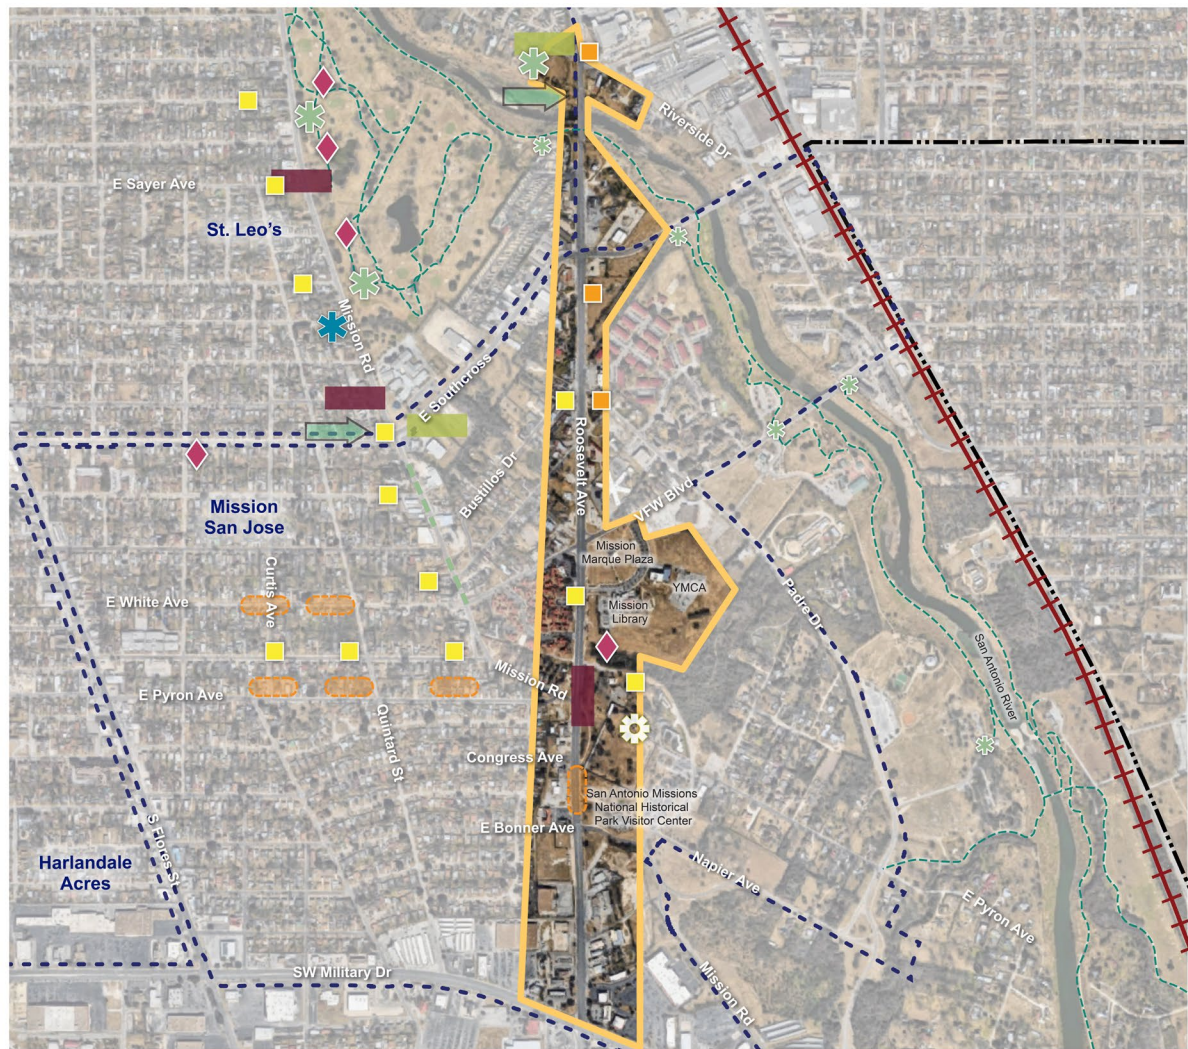 Riverside Dr
E Sayer Ave
St. Leo's
Mission Rd
E Southcross
Roosevelt Ave
Bustillos Dr
VFW Blvd
Mission
San Jose
Mission
Marque Plaza
YMCA
Curtis Ave
E White Ave
Mission
Library
Padre Dr
San Antonio River
Mission Rd
E Pyron Ave
Quintard St
Congress Ave
San Antonio Missions
National Historical
Park Visitor Center
E Bonner Ave
Harlandale
Acres
S Flores St
Napier Ave
E Pyron Ave
SW Military Dr
Mission Rd